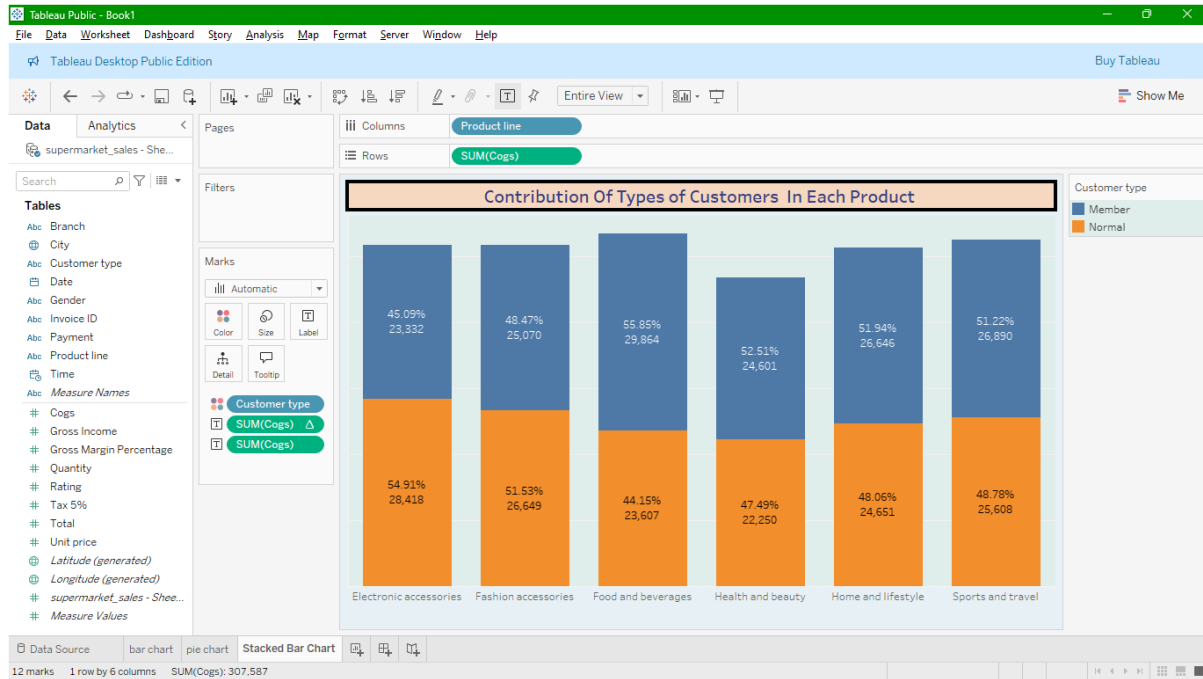 Tableau Public - Book1
File Data Worksheet Dashboard Story Analysis Map Format Server Window Help
Tableau Desktop Public Edition
Buy Tableau
Entire View
Show Me
Data Analytics
supermarket_sales - She...
Search
Tables
Abc Branch
City
Abc Customer type
Date
Abc Gender
Abc Invoice ID
Abc Payment
Abc Product line
Time
Abc Measure Names
# Cogs
# Gross Income
# Gross Margin Percentage
# Quantity
# Rating
# Tax 5%
# Total
# Unit price
Latitude (generated)
Longitude (generated)
# supermarket_sales - Shee...
# Measure Values
Pages
Filters
Marks
Automatic
Color Size Label
Detail Tooltip
Customer type
SUM(Cogs) △
SUM(Cogs)
Columns Product line
Rows SUM(Cogs)
Contribution Of Types of Customers In Each Product
45.09%
23,332
48.47%
25,070
55.85%
29,864
52.51%
24,601
51.94%
26,646
51.22%
26,890
54.91%
28,418
51.53%
26,649
44.15%
23,607
47.49%
22,250
48.06%
24,651
48.78%
25,608
Electronic accessories Fashion accessories Food and beverages Health and beauty Home and lifestyle Sports and travel
Customer type
Member
Normal
Data Source bar chart pie chart Stacked Bar Chart
12 marks 1 row by 6 columns SUM(Cogs): 307,587